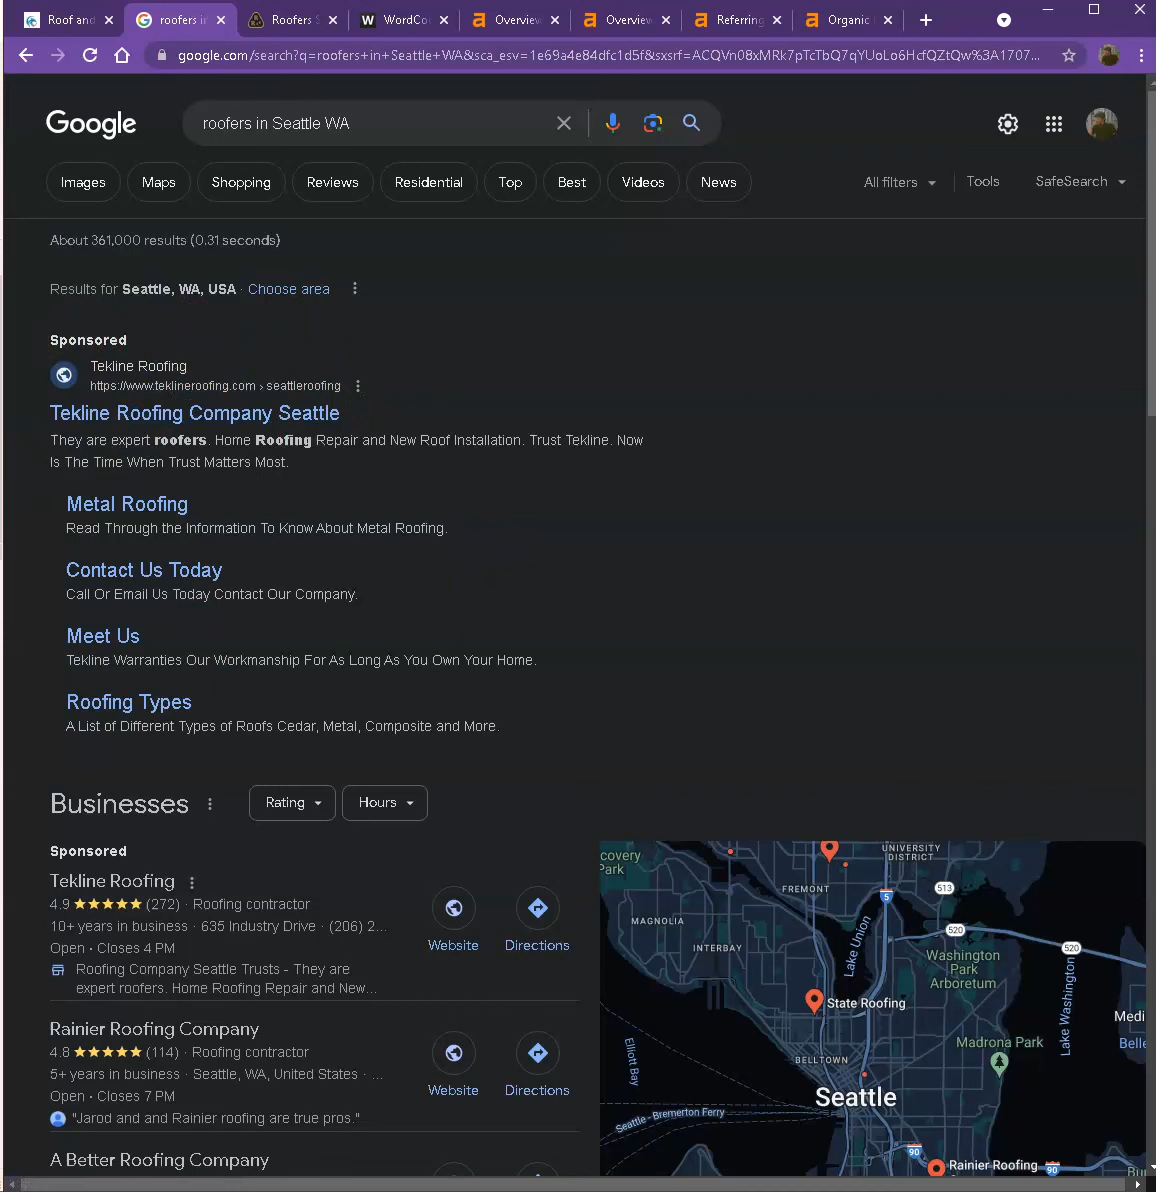 Roof and
roofers in
Roofers S
WordCou
Overview
Overview
Referring
Organic
google.com/search?q=roofers+in+Seattle+WA&sca_esv=1e69a4e84dfc1d5f&sxsrf=ACQVn08xMRk7pTcTbQ7qYUoLo6HcfQZtQw%3A1707...
Google
roofers in Seattle WA
Images
Maps
Shopping
Reviews
Residential
Top
Best
Videos
News
All filters
Tools
SafeSearch
About 361,000 results (0.31 seconds)
Results for Seattle, WA, USA · Choose area
Sponsored
Tekline Roofing
https://www.teklineroofing.com › seattleroofing
Tekline Roofing Company Seattle
They are expert roofers. Home Roofing Repair and New Roof Installation. Trust Tekline. Now
Is The Time When Trust Matters Most.
Metal Roofing
Read Through the Information To Know About Metal Roofing.
Contact Us Today
Call Or Email Us Today Contact Our Company.
Meet Us
Tekline Warranties Our Workmanship For As Long As You Own Your Home.
Roofing Types
A List of Different Types of Roofs Cedar, Metal, Composite and More.
Businesses
Rating
Hours
Sponsored
Tekline Roofing
4.9 (272) · Roofing contractor
10+ years in business · 635 Industry Drive · (206) 2...
Open · Closes 4 PM
Roofing Company Seattle Trusts - They are
expert roofers. Home Roofing Repair and New...
Website
Directions
Rainier Roofing Company
4.8 (114) · Roofing contractor
5+ years in business · Seattle, WA, United States · ...
Open · Closes 7 PM
"Jarod and and Rainier roofing are true pros."
Website
Directions
A Better Roofing Company
covery
Park
UNIVERSITY
DISTRICT
FREMONT
5
513
MAGNOLIA
INTERBAY
Lake Union
520
520
Washington
Park
Arboretum
State Roofing
Lake Washington
Medi
Belle
Madrona Park
Elliott Bay
BELLTOWN
Seattle
Seattle - Bremerton Ferry
90
Rainier Roofing
90
Bu